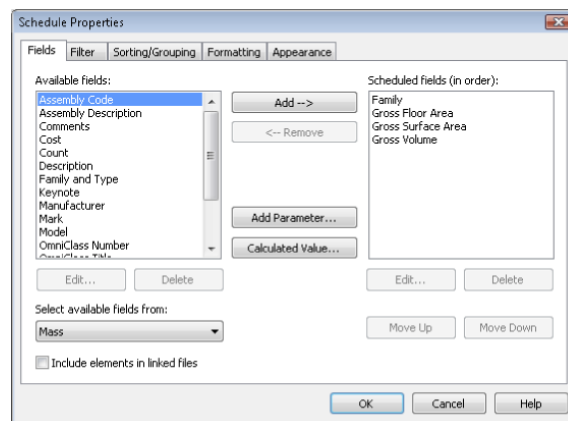 Schedule Properties
Fields Filter Sorting/Grouping Formatting Appearance
Available fields:
Scheduled fields (in order):
Assembly Code
Assembly Description
Comments
Cost
Count
Description
Family and Type
Keynote
Manufacturer
Mark
Model
OmniClass Number
OmniClass Title
Add -->
<-- Remove
Add Parameter...
Calculated Value...
Family
Gross Floor Area
Gross Surface Area
Gross Volume
Edit... Delete
Edit... Delete
Select available fields from:
Mass
Move Up Move Down
Include elements in linked files
OK Cancel Help